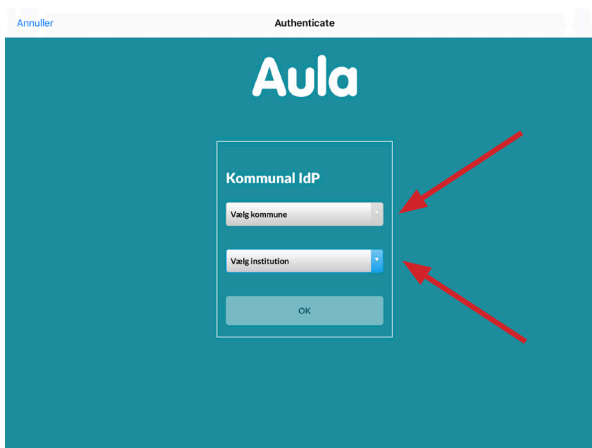 Annuller
Authenticate
Aula
Kommunal IdP
Vælg kommune
Vælg institution
OK